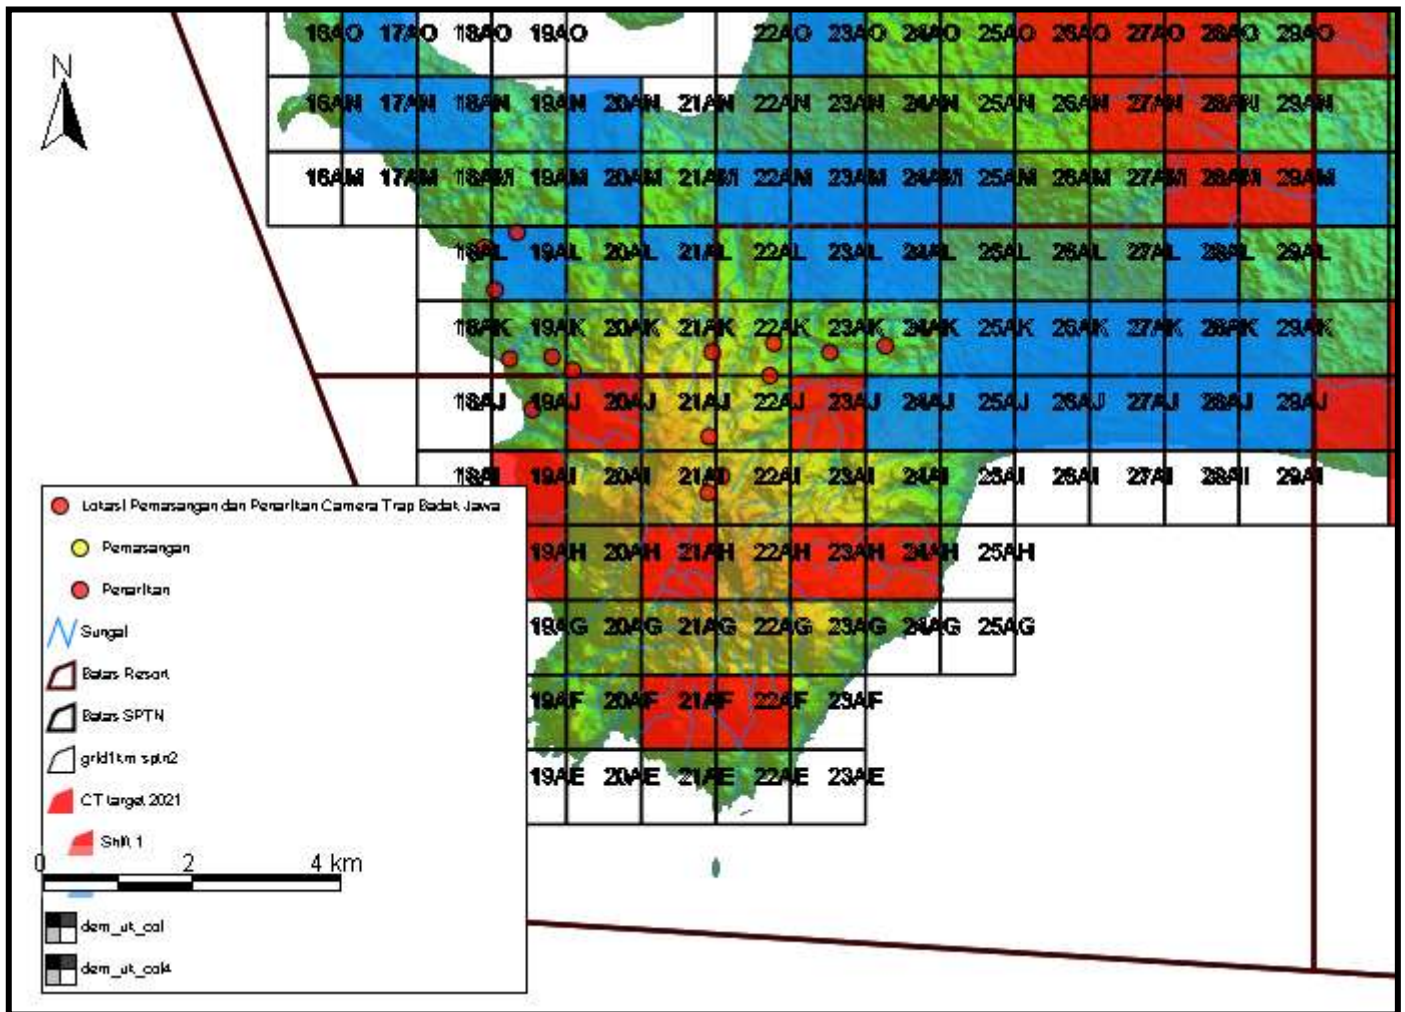 16AO 17AO 18AO 19AO 22AO 23AO 24AO 25AO 26AO 27AO 28AO 29AO
N
16AN 17AN 18AN 19AN 20AN 21AN 22AN 23AN 24AN 25AN 26AN 27AN 28AN 29AN
16AM 17AM 18AM 19AM 20AM 21AM 22AM 23AM 24AM 25AM 26AM 27AM 28AM 29AM
18AL 19AL 20AL 21AL 22AL 23AL 24AL 25AL 26AL 27AL 28AL 29AL
18AK 19AK 20AK 21AK 22AK 23AK 24AK 25AK 26AK 27AK 28AK 29AK
18AJ 19AJ 20AJ 21AJ 22AJ 23AJ 24AJ 25AJ 26AJ 27AJ 28AJ 29AJ
18AI 19AI 20AI 22AI 23AI 24AI 25AI 26AI 27AI 28AI 29AI
19AH 20AH 21AH 22AH 23AH 24AH 25AH
19AG 20AG 21AG 22AG 23AG 24AG 25AG
19AF 20AF 21AF 22AF 23AF
19AE 20AE 21AE 22AE 23AE
Lokasi Pemasangan dan Penarikan Camera Trap Badak Jawa
Pemasangan
Penarikan
Sungai
Batas Resort
Batas SPTN
grid1km sptn2
CT target 2021
Shift 1
0 2 4 km
dem_uk_col
dem_uk_col4